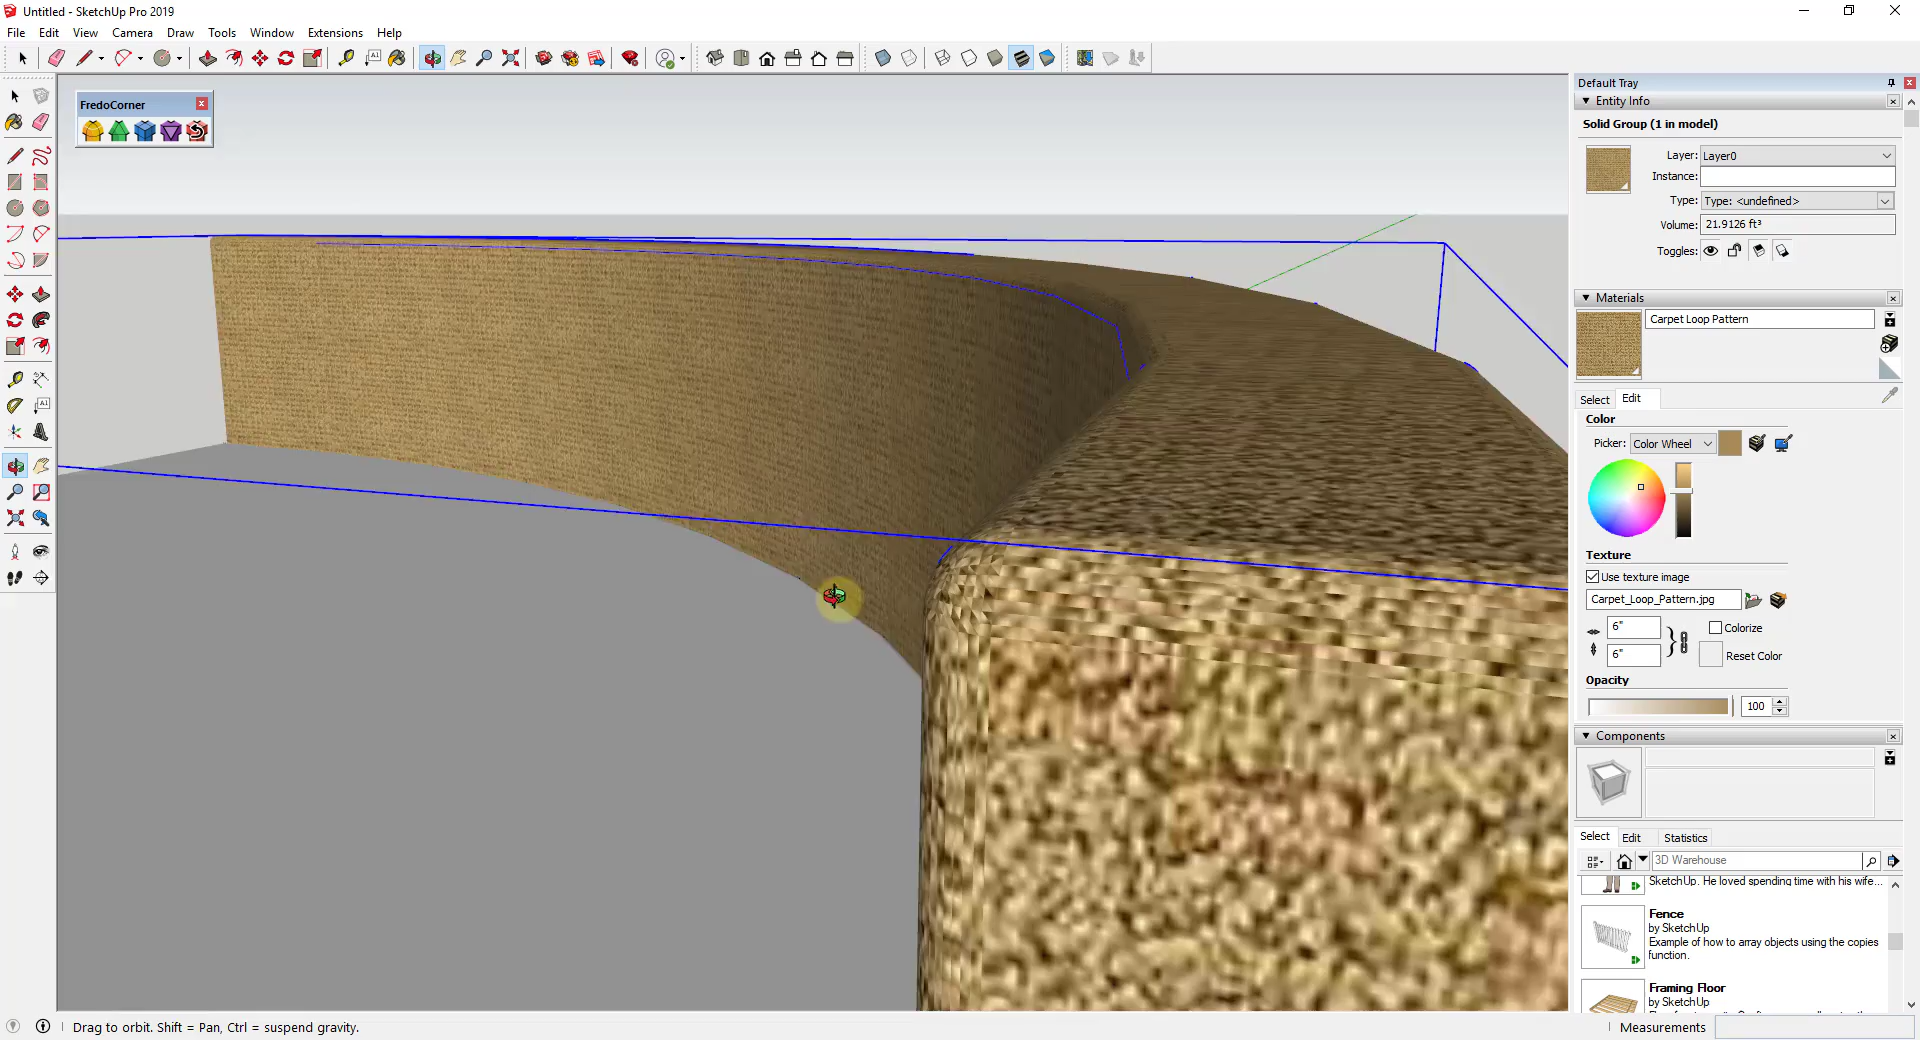 Untitled - SketchUp Pro 2019
File Edit View Camera Draw Tools Window Extensions Help
FredoCorner
Default Tray
Entity Info
Solid Group (1 in model)
Layer: Layer0
Instance:
Type: Type: <undefined>
Volume: 21.9126 ft³
Toggles:
Materials
Carpet Loop Pattern
Select Edit
Color
Picker: Color Wheel
Texture
Use texture image
Carpet_Loop_Pattern.jpg
6" Colorize
6" Reset Color
Opacity
100
Components
Select Edit Statistics
3D Warehouse
SketchUp. He loved spending time with his wife...
Fence
by SketchUp
Example of how to array objects using the copies
function.
Framing Floor
by SketchUp
Drag to orbit. Shift = Pan, Ctrl = suspend gravity.
Measurements